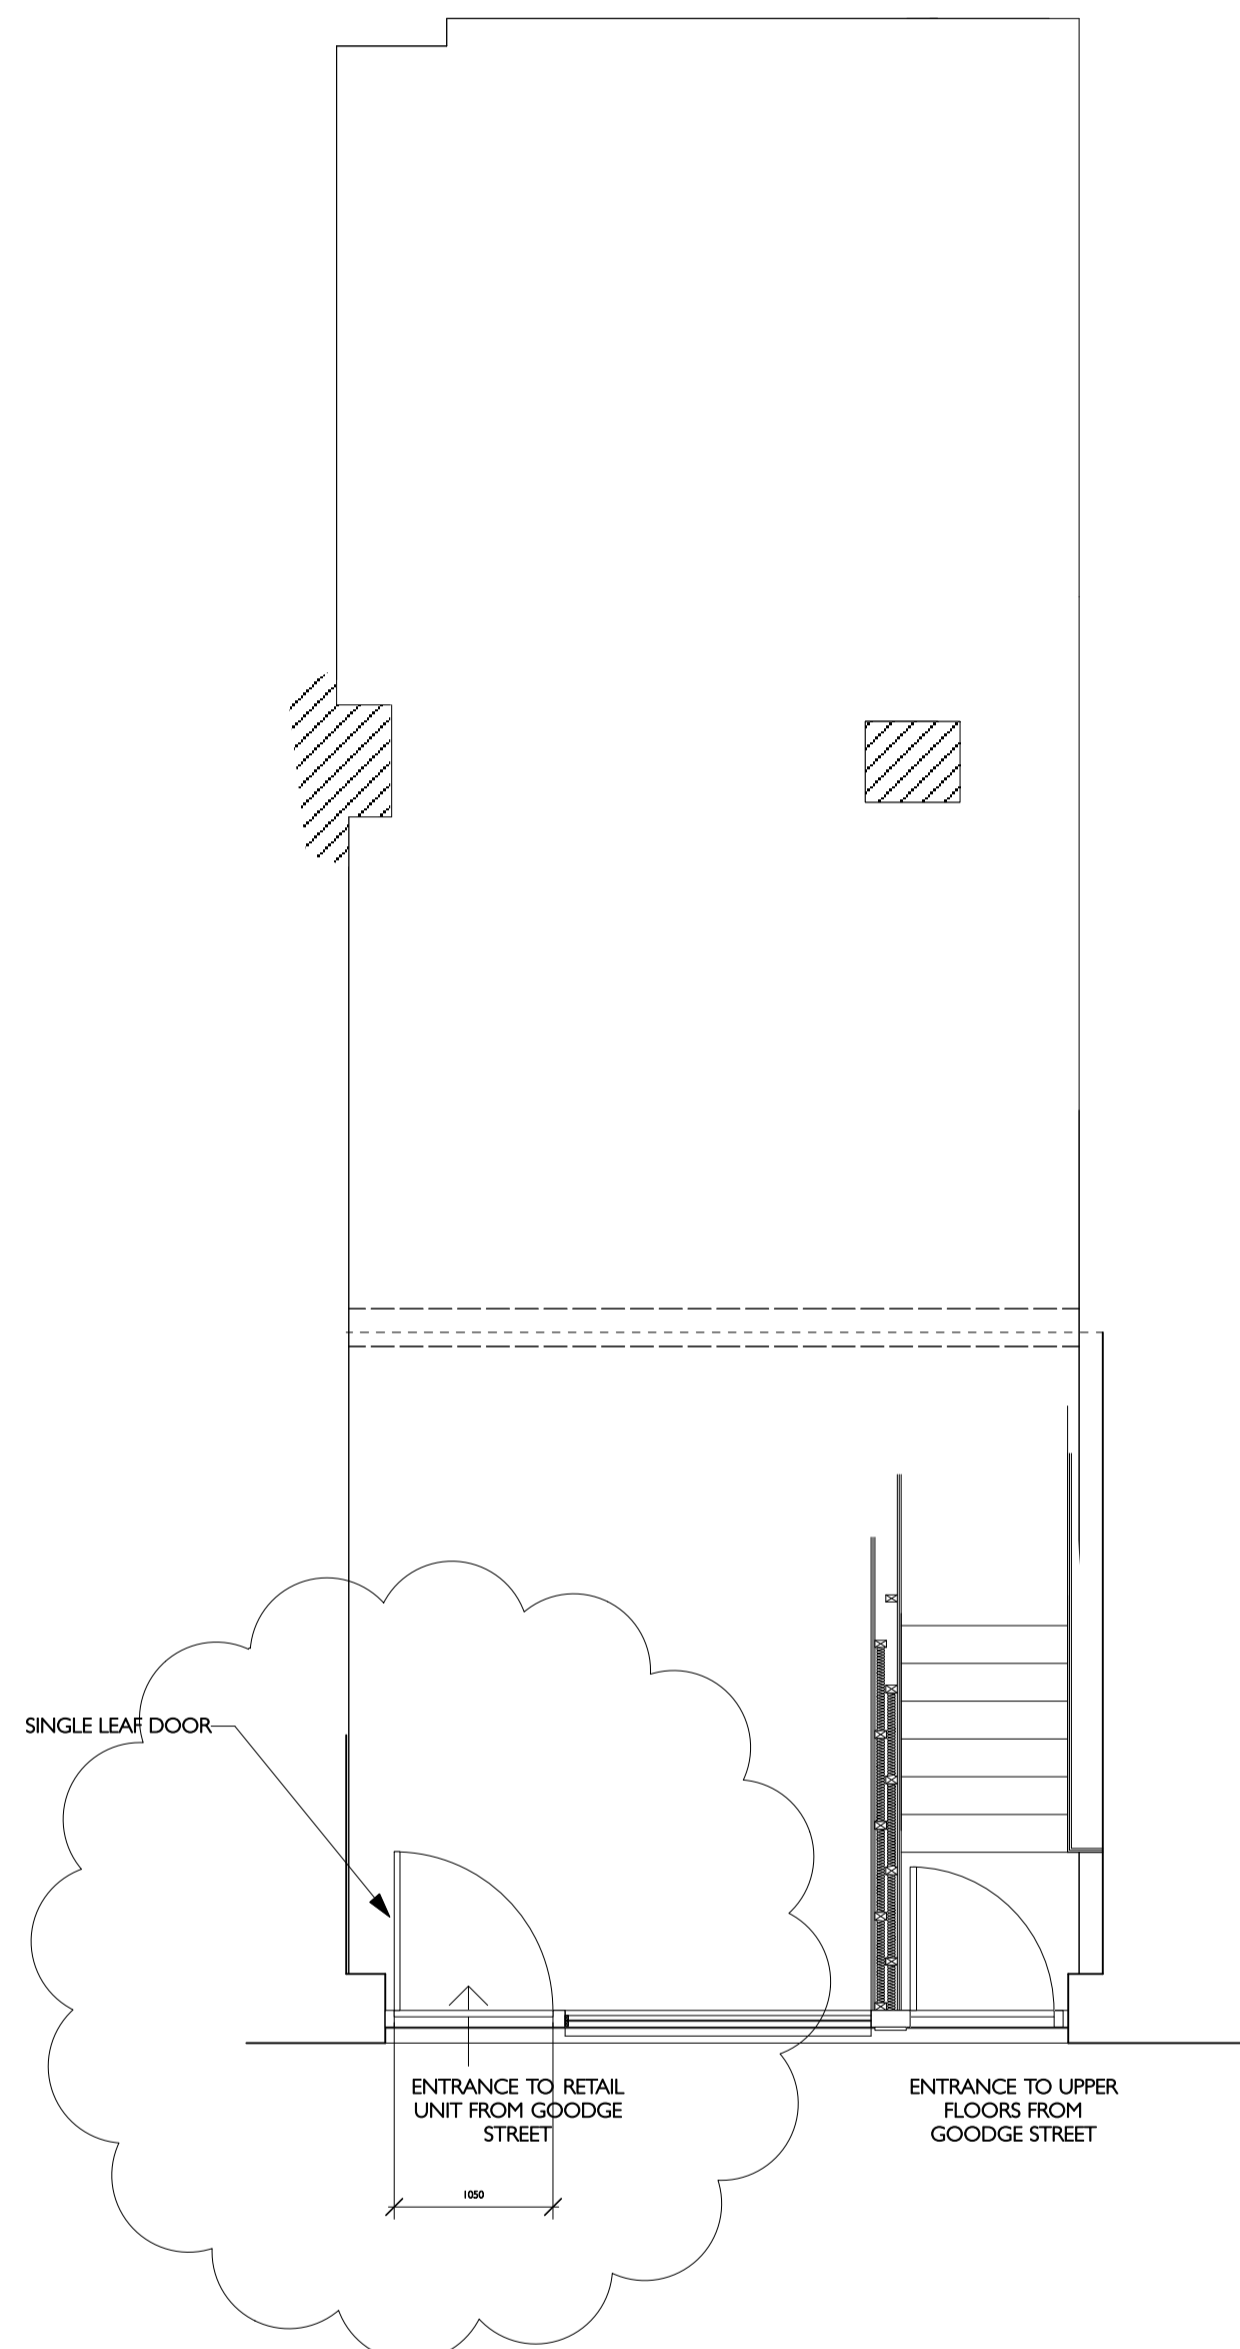 SINGLE LEAF DOOR
ENTRANCE TO RETAIL
UNIT FROM GOODGE
STREET
ENTRANCE TO UPPER
FLOORS FROM
GOODGE STREET
1050